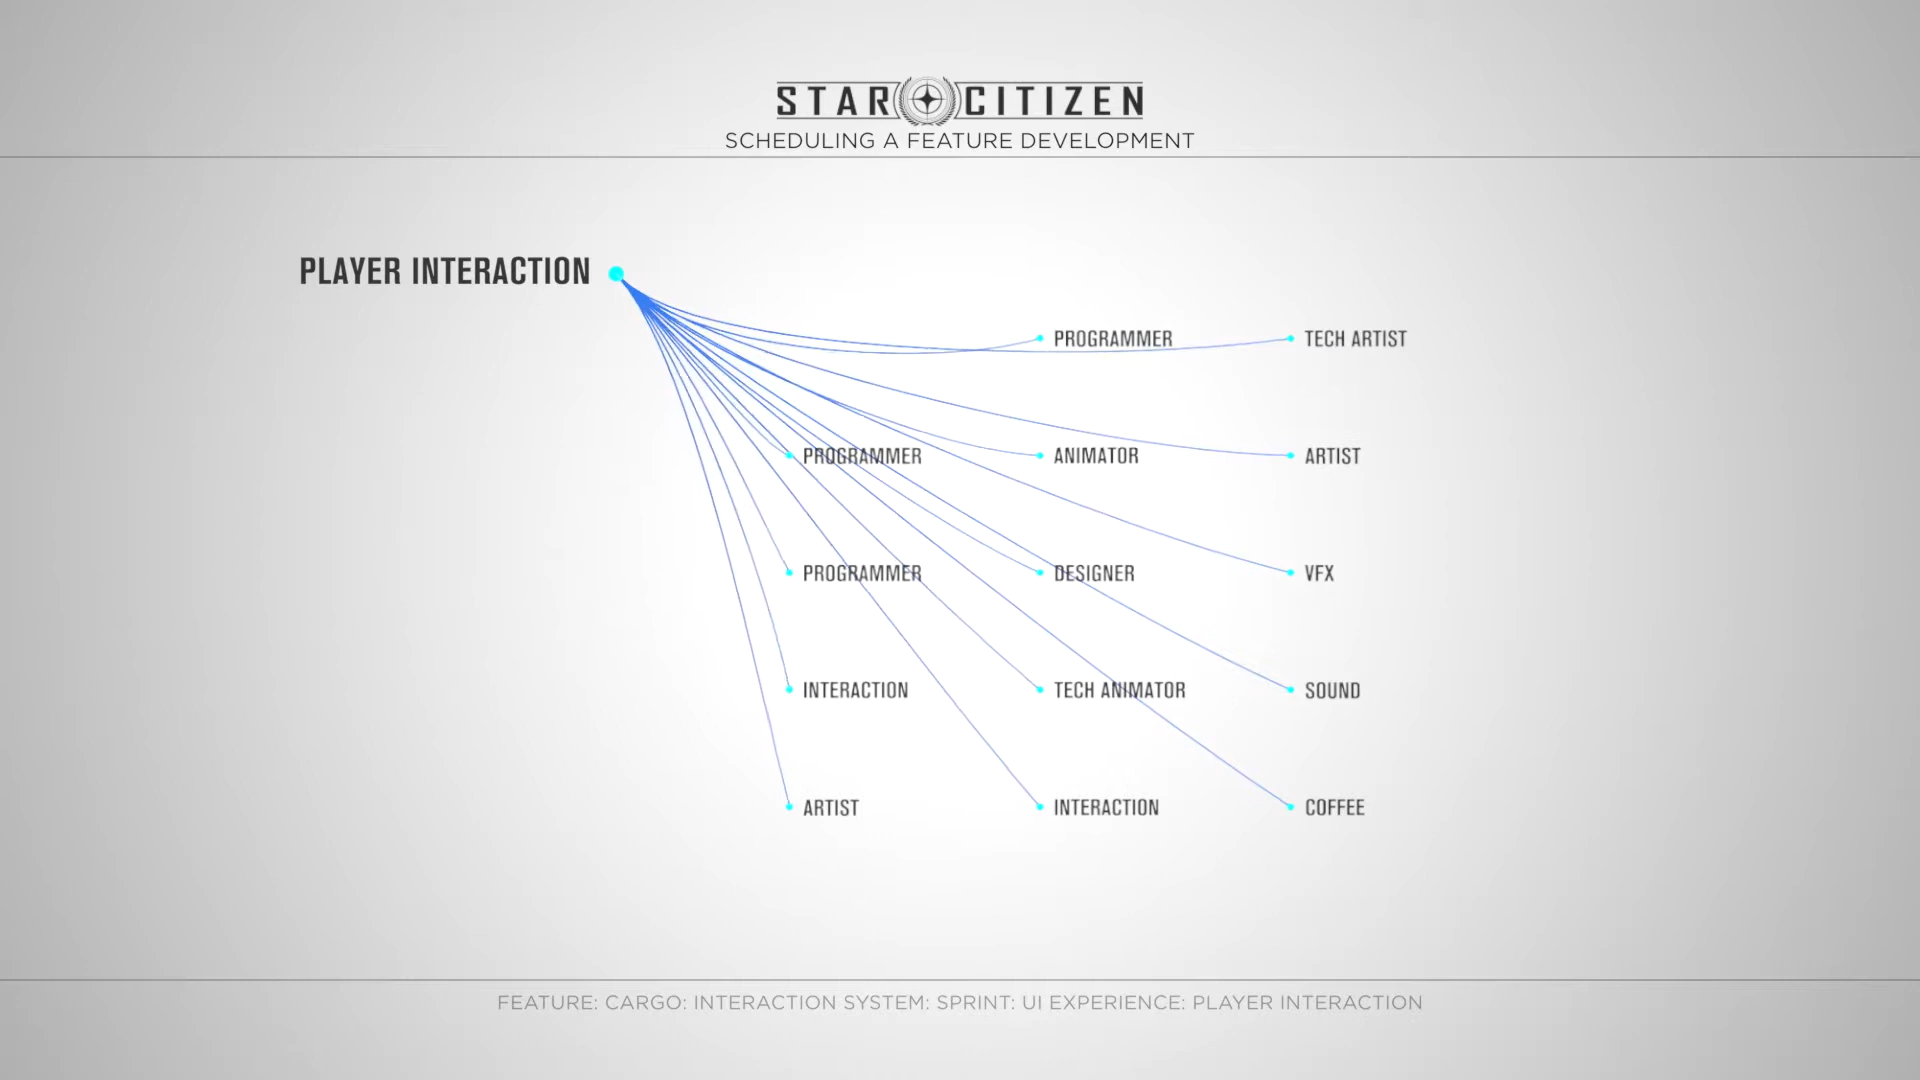 STAR CITIZEN
SCHEDULING A FEATURE DEVELOPMENT
PLAYER INTERACTION
PROGRAMMER
TECH ARTIST
PROGRAMMER
ANIMATOR
ARTIST
PROGRAMMER
DESIGNER
VFX
INTERACTION
TECH ANIMATOR
SOUND
ARTIST
INTERACTION
COFFEE
FEATURE: CARGO: INTERACTION SYSTEM: SPRINT: UI EXPERIENCE: PLAYER INTERACTION